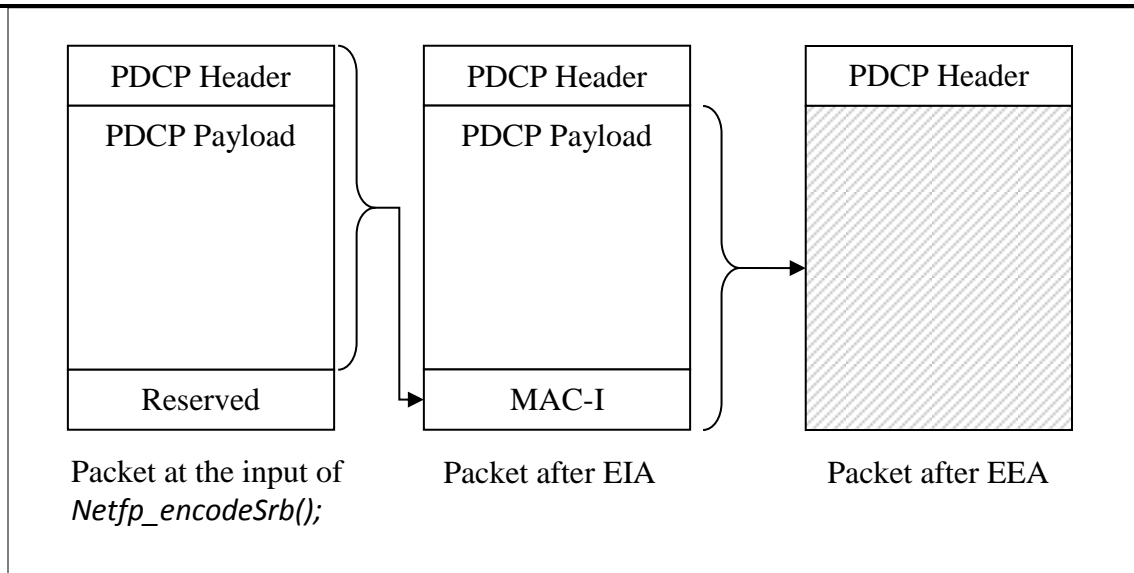 PDCP Header
PDCP Payload
Reserved
Packet at the input of
Netfp_encodeSrb();
PDCP Header
PDCP Payload
MAC-I
Packet after EIA
PDCP Header
Packet after EEA